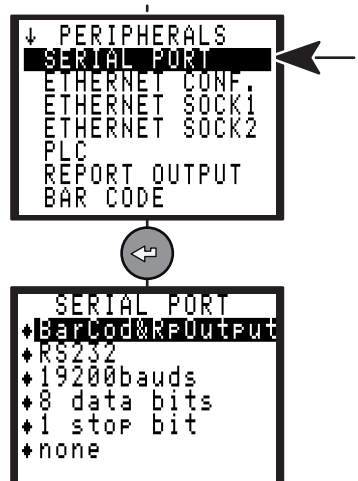 ↓ PERIPHERALS
SERIAL PORT
ETHERNET CONF.
ETHERNET SOCK1
ETHERNET SOCK2
PLC
REPORT OUTPUT
BAR CODE
SERIAL PORT
♦BarCod&RpOutput
♦RS232
♦19200bauds
♦8 data bits
♦1 stop bit
♦none